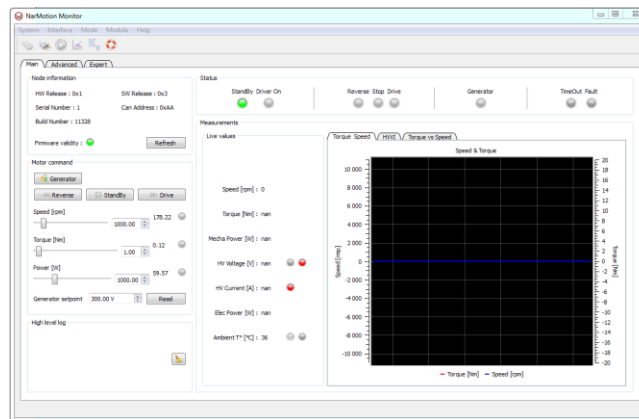 NarMotion Monitor
System Interface Mode Module Help
Main Advanced Expert
Node information
HW Release : 0x1 SW Release : 0x3
Serial Number : 1 Can Address : 0xAA
Build Number : 11328
Firmware validity : Refresh
Motor command
Generator
Reverse StandBy Drive
Speed [rpm]
1000.00 178.22
Torque [Nm]
1.00 0.12
Power [W]
1000.00 59.57
Generator setpoint 300.00 V Read
High level log
Status
StandBy Driver On Reverse Stop Drive Generator TimeOut Fault
Measurements
Live values
Speed [rpm] : 0
Torque [Nm] : nan
Mecha Power [W] : nan
HV Voltage [V] : nan
HV Current [A] : nan
Elec Power [W] : nan
Ambient T° [°C] : 36
Torque Speed HVVI Torque vs Speed
Speed & Torque
10 000
8 000
6 000
4 000
2 000
0
-2 000
-4 000
-6 000
-8 000
-10 000
Speed [rmp]
20
18
16
14
12
10
8
6
4
2
0
-2
-4
-6
-8
-10
-12
-14
-16
-18
-20
Torque [Nm]
Torque [Nm] Speed [rpm]